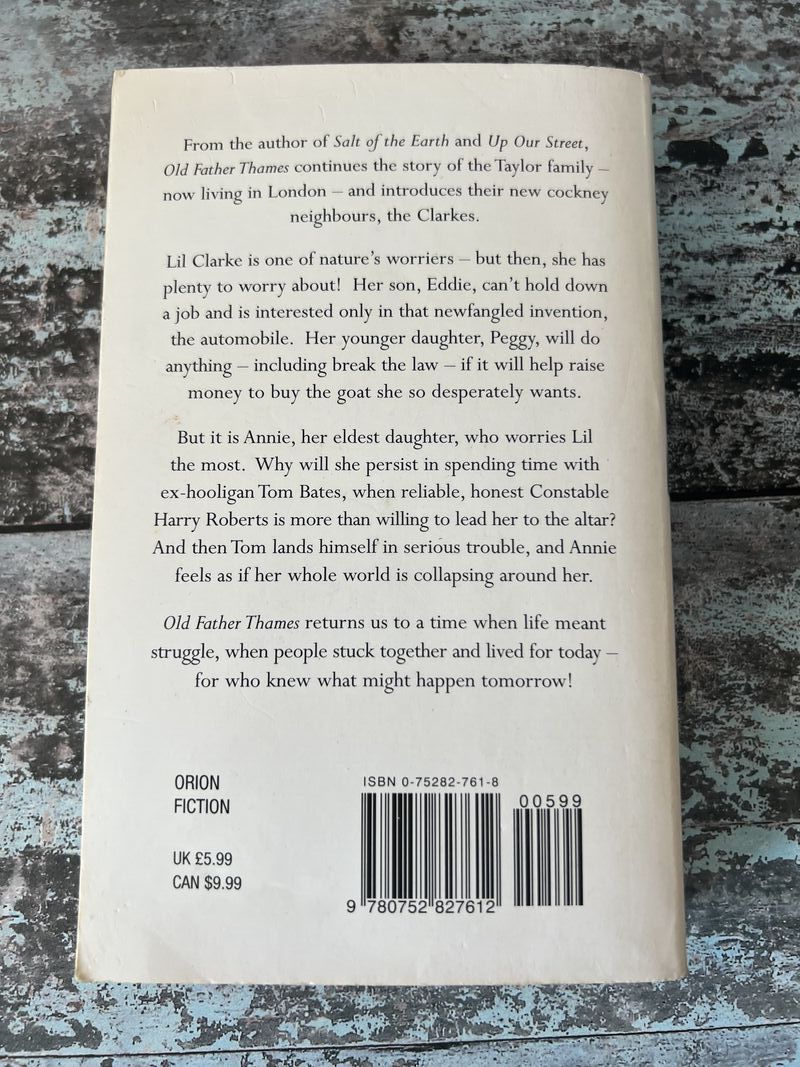 From the author of Salt of the Earth and Up Our Street,
Old Father Thames continues the story of the Taylor family –
now living in London – and introduces their new cockney
neighbours, the Clarkes.
Lil Clarke is one of nature's worriers – but then, she has
plenty to worry about! Her son, Eddie, can't hold down
a job and is interested only in that newfangled invention,
the automobile. Her younger daughter, Peggy, will do
anything – including break the law – if it will help raise
money to buy the goat she so desperately wants.
But it is Annie, her eldest daughter, who worries Lil
the most. Why will she persist in spending time with
ex-hooligan Tom Bates, when reliable, honest Constable
Harry Roberts is more than willing to lead her to the altar?
And then Tom lands himself in serious trouble, and Annie
feels as if her whole world is collapsing around her.
Old Father Thames returns us to a time when life meant
struggle, when people stuck together and lived for today –
for who knew what might happen tomorrow!
ORION
FICTION
UK £5.99
CAN $9.99
ISBN 0-75282-761-8
00599
9 780752 827612